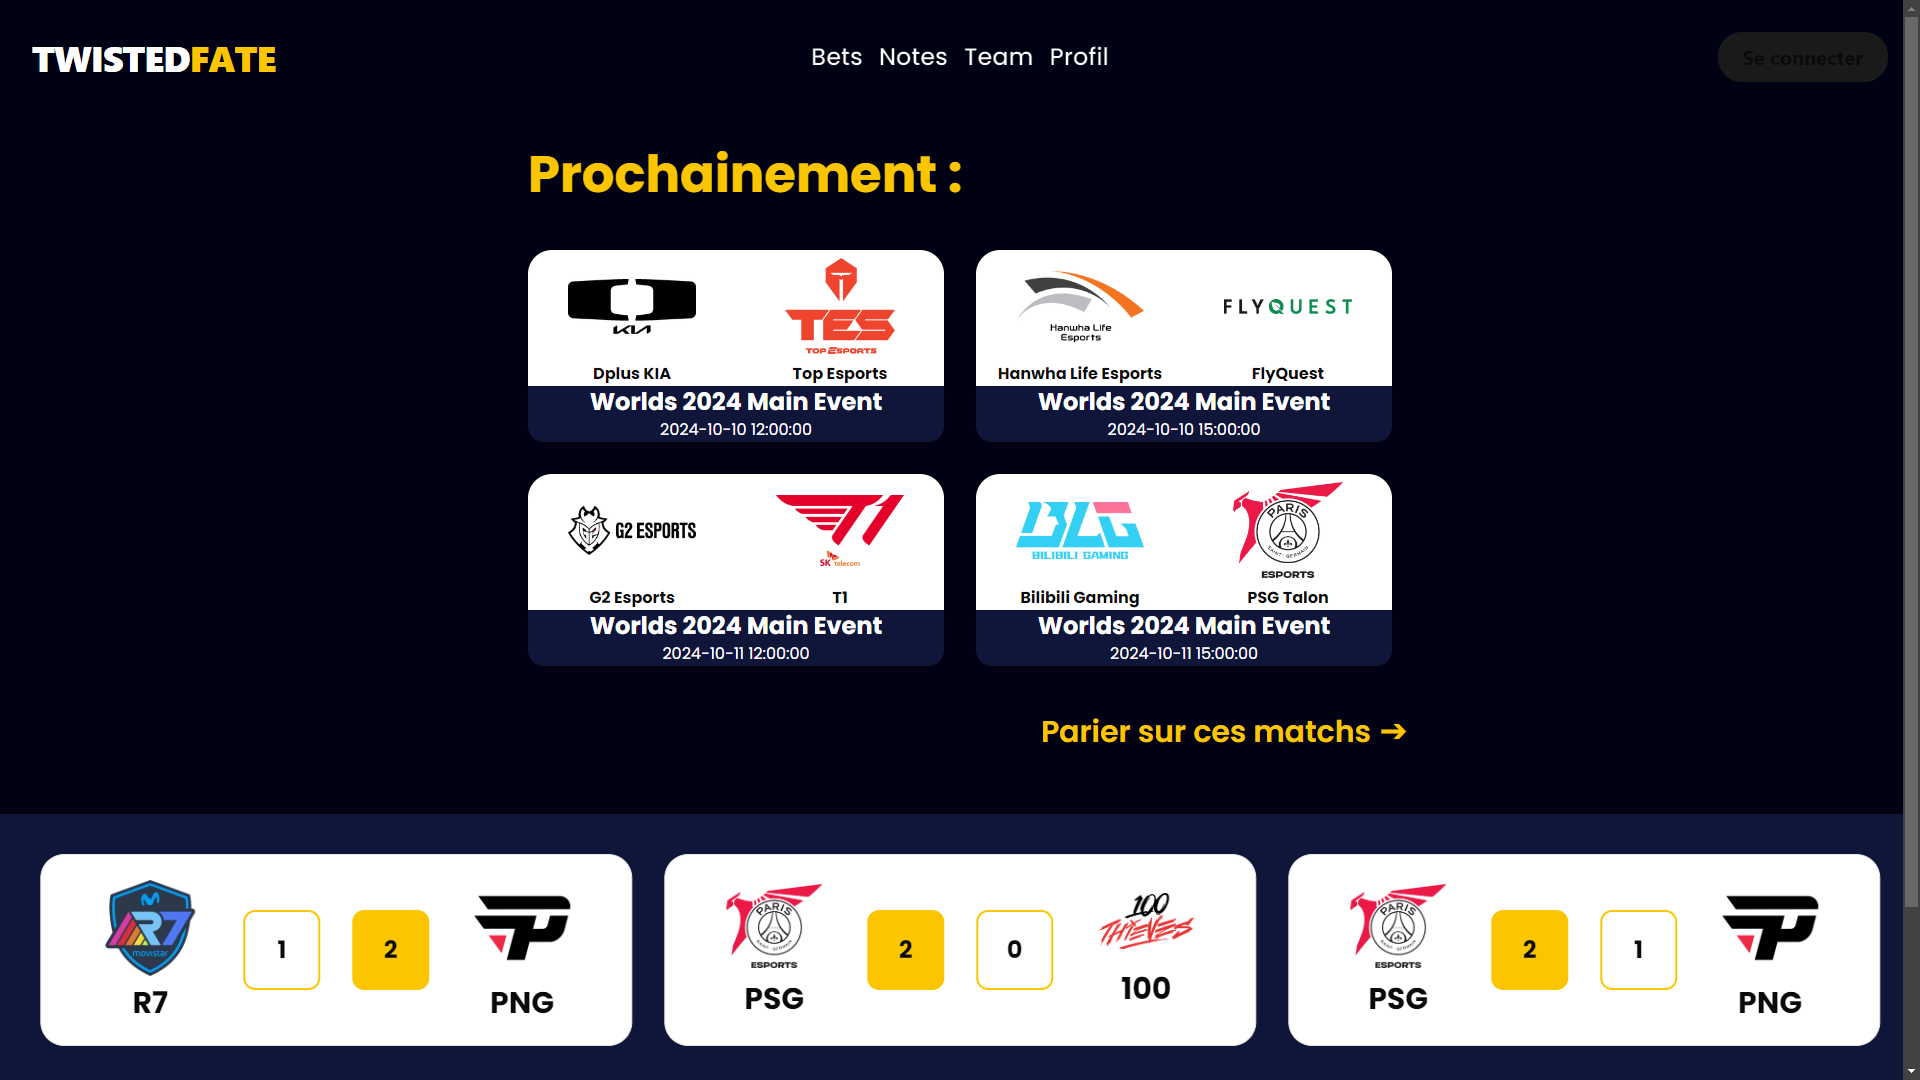 TWISTEDFATE
Bets Notes Team Profil
Se connecter
Prochainement :
KIA
TES
TOP ESPORTS
Dplus KIA
Top Esports
Worlds 2024 Main Event
2024-10-10 12:00:00
Hanwha Life
Esports
FLYQUEST
Hanwha Life Esports
FlyQuest
Worlds 2024 Main Event
2024-10-10 15:00:00
G2 ESPORTS
T1
SK telecom
G2 Esports
T1
Worlds 2024 Main Event
2024-10-11 12:00:00
BLG
BILIBILI GAMING
PARIS
SAINT-GERMAIN
ESPORTS
Bilibili Gaming
PSG Talon
Worlds 2024 Main Event
2024-10-11 15:00:00
Parier sur ces matchs →
R7
movistar
R7
1
2
PNG
PARIS
SAINT-GERMAIN
ESPORTS
PSG
2
0
100
THIEVES
100
PARIS
SAINT-GERMAIN
ESPORTS
PSG
2
1
PNG